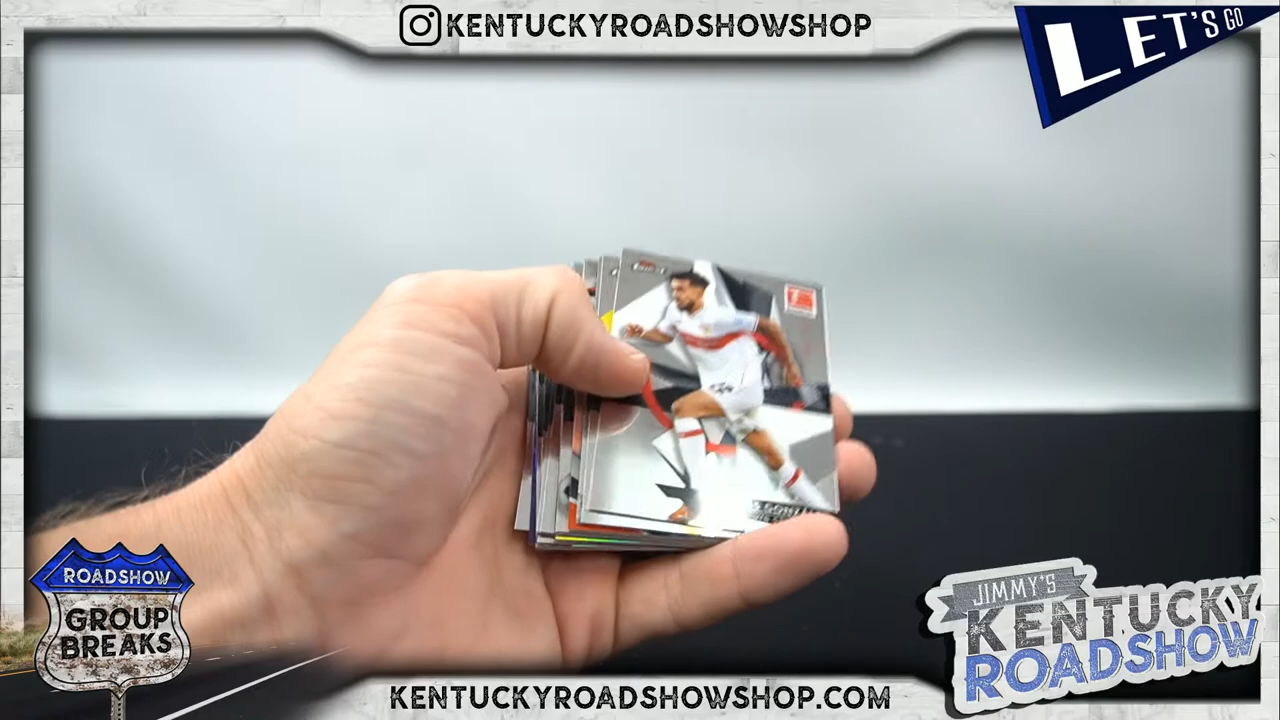 KENTUCKYROADSHOWSHOP
LET'S GO
ROADSHOW
GROUP
BREAKS
JIMMY'S
KENTUCKY
ROADSHOW
KENTUCKYROADSHOWSHOP.COM